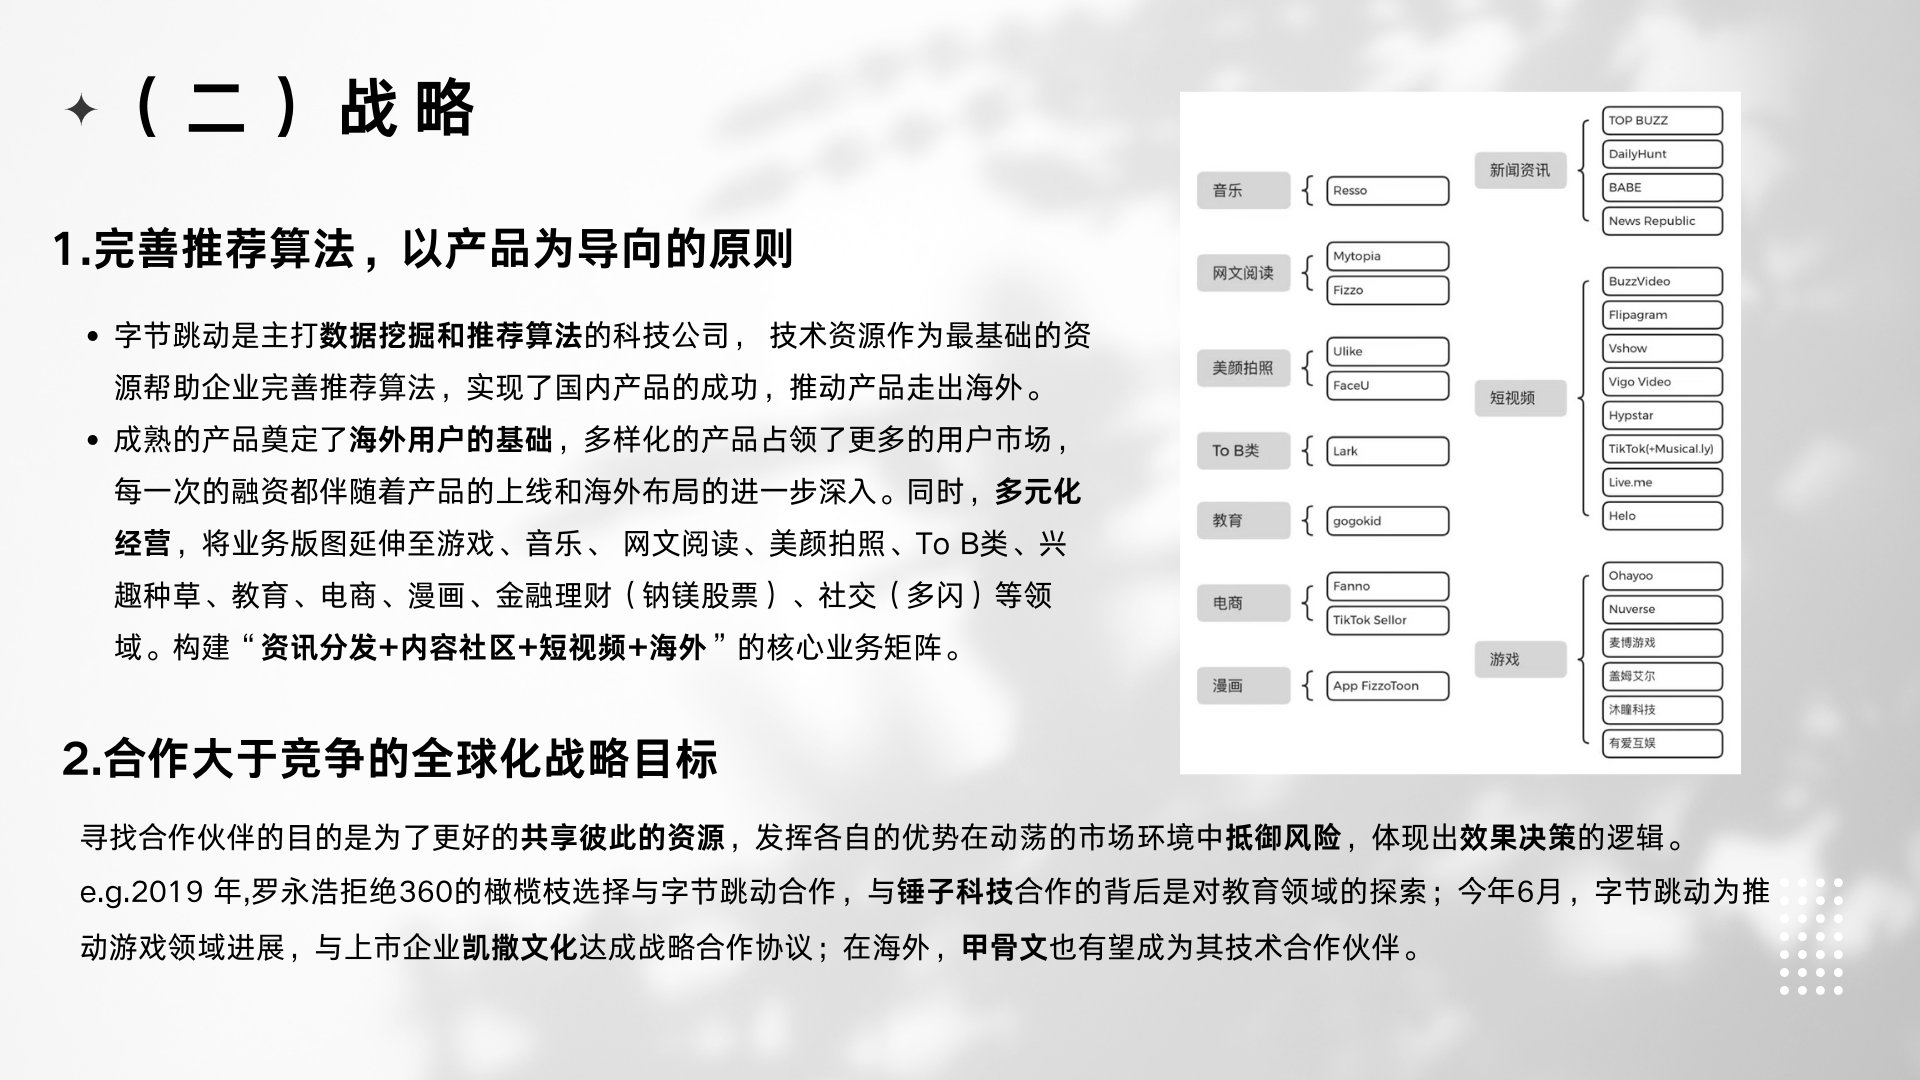 （二）战略
1.完善推荐算法，以产品为导向的原则
字节跳动是主打数据挖掘和推荐算法的科技公司， 技术资源作为最基础的资
源帮助企业完善推荐算法，实现了国内产品的成功，推动产品走出海外。
成熟的产品奠定了海外用户的基础，多样化的产品占领了更多的用户市场，
每一次的融资都伴随着产品的上线和海外布局的进一步深入。同时，多元化
经营，将业务版图延伸至游戏、音乐、 网文阅读、美颜拍照、To B类、兴
趣种草、教育、电商、漫画、金融理财（钠镁股票）、社交（多闪）等领
域。构建“资讯分发+内容社区+短视频+海外”的核心业务矩阵。
2.合作大于竞争的全球化战略目标
寻找合作伙伴的目的是为了更好的共享彼此的资源，发挥各自的优势在动荡的市场环境中抵御风险，体现出效果决策的逻辑。
e.g.2019 年,罗永浩拒绝360的橄榄枝选择与字节跳动合作，与锤子科技合作的背后是对教育领域的探索；今年6月，字节跳动为推
动游戏领域进展，与上市企业凯撒文化达成战略合作协议；在海外，甲骨文也有望成为其技术合作伙伴。
音乐
Resso
网文阅读
Mytopia
Fizzo
美颜拍照
Ulike
FaceU
To B类
Lark
教育
gogokid
电商
Fanno
TikTok Sellor
漫画
App FizzoToon
新闻资讯
TOP BUZZ
DailyHunt
BABE
News Republic
短视频
BuzzVideo
Flipagram
Vshow
Vigo Video
Hypstar
TikTok(+Musical.ly)
Live.me
Helo
游戏
Ohayoo
Nuverse
麦博游戏
盖姆艾尔
沐瞳科技
有爱互娱